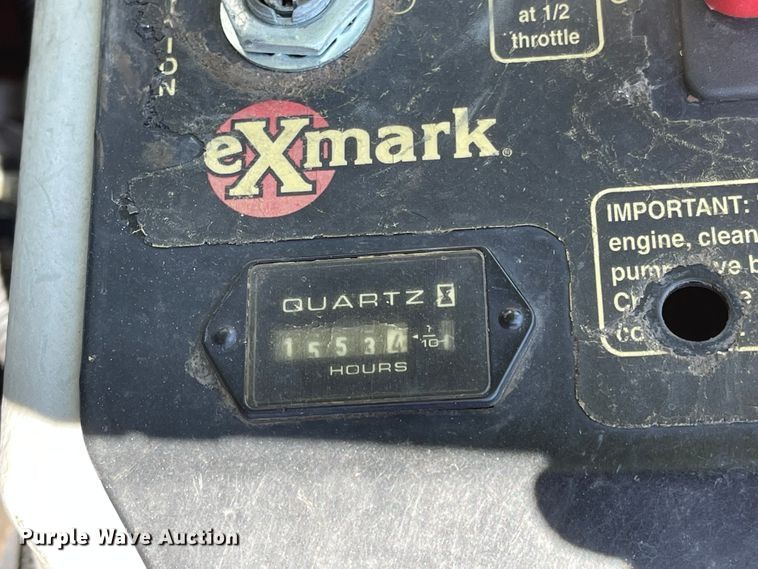 at 1/2
throttle
eXmark®
IMPORTANT:
engine, clean
QUARTZ
15534 1/10
HOURS
Purple Wave Auction